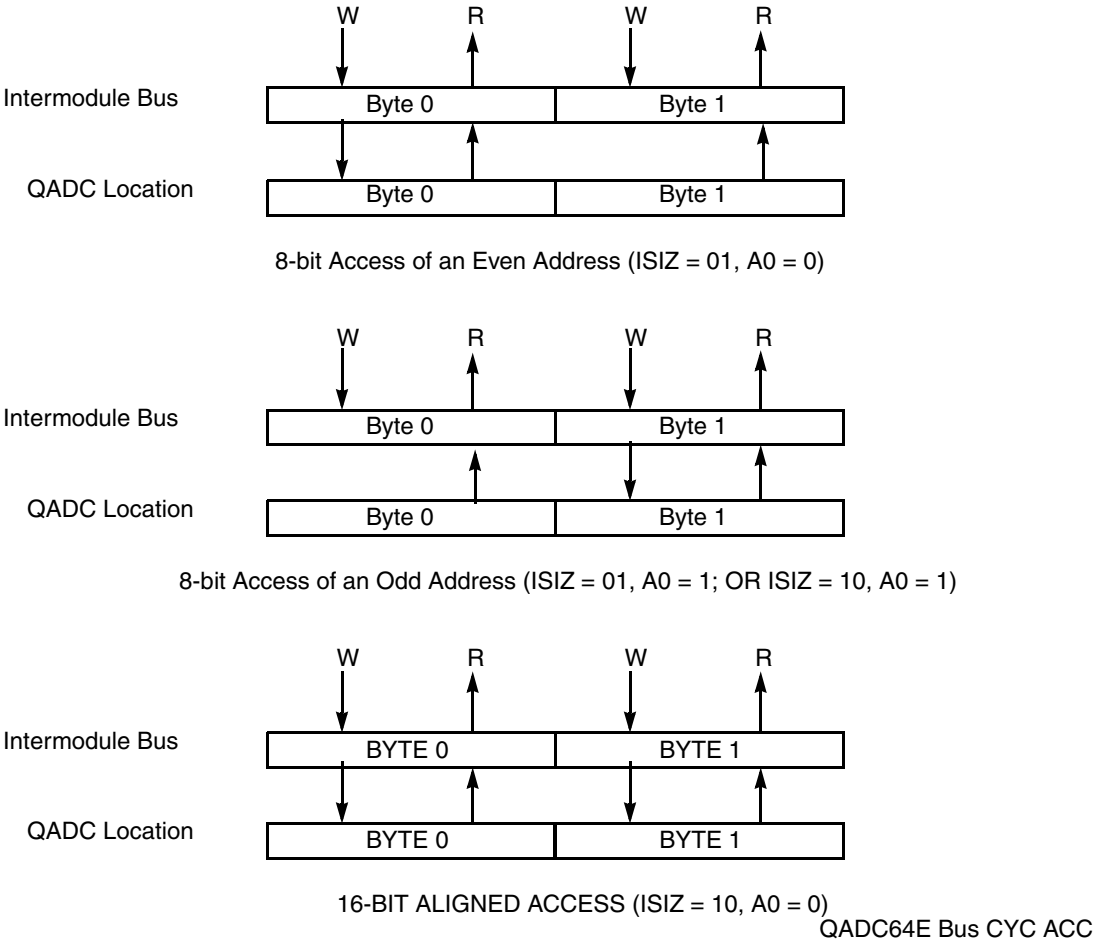 W R W R
Intermodule Bus Byte 0 Byte 1
QADC Location Byte 0 Byte 1
8-bit Access of an Even Address (ISIZ = 01, A0 = 0)
W R W R
Intermodule Bus Byte 0 Byte 1
QADC Location Byte 0 Byte 1
8-bit Access of an Odd Address (ISIZ = 01, A0 = 1; OR ISIZ = 10, A0 = 1)
W R W R
Intermodule Bus BYTE 0 BYTE 1
QADC Location BYTE 0 BYTE 1
16-BIT ALIGNED ACCESS (ISIZ = 10, A0 = 0)
QADC64E Bus CYC ACC